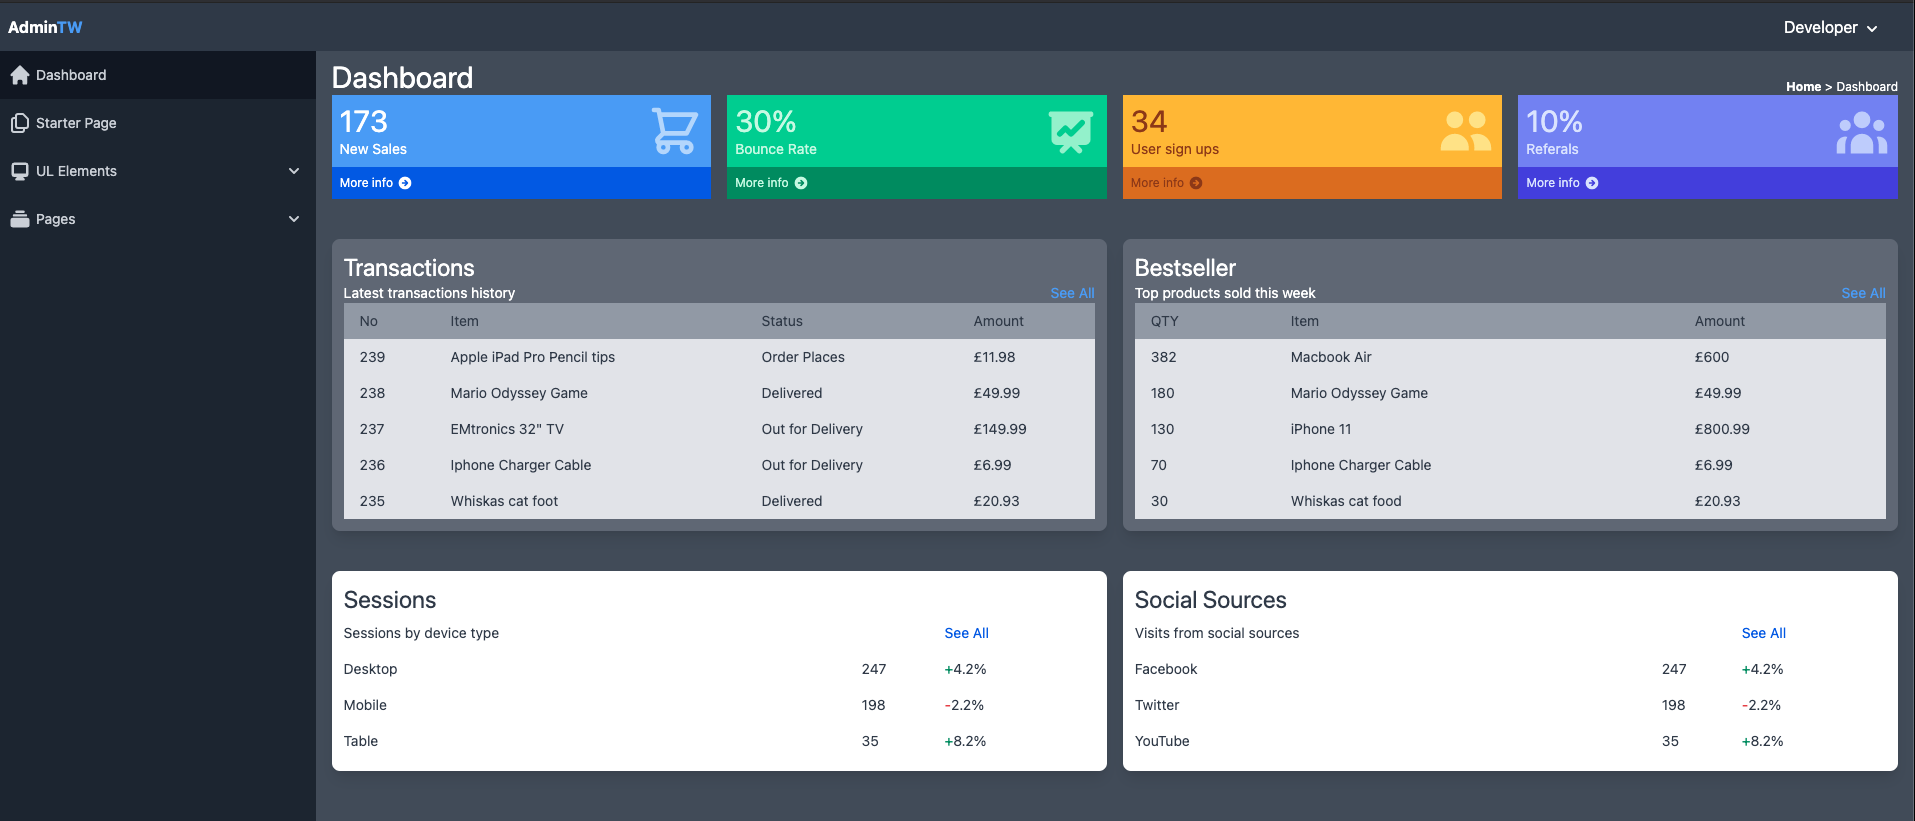 AdminTW
Developer
Dashboard
Starter Page
UL Elements
Pages
Dashboard
Home > Dashboard
173
New Sales
More info
30%
Bounce Rate
More info
34
User sign ups
More info
10%
Referals
More info
Transactions
Latest transactions history See All
No Item Status Amount
239 Apple iPad Pro Pencil tips Order Places £11.98
238 Mario Odyssey Game Delivered £49.99
237 EMtronics 32" TV Out for Delivery £149.99
236 Iphone Charger Cable Out for Delivery £6.99
235 Whiskas cat foot Delivered £20.93
Bestseller
Top products sold this week See All
QTY Item Amount
382 Macbook Air £600
180 Mario Odyssey Game £49.99
130 iPhone 11 £800.99
70 Iphone Charger Cable £6.99
30 Whiskas cat food £20.93
Sessions
Sessions by device type See All
Desktop 247 +4.2%
Mobile 198 -2.2%
Table 35 +8.2%
Social Sources
Visits from social sources See All
Facebook 247 +4.2%
Twitter 198 -2.2%
YouTube 35 +8.2%